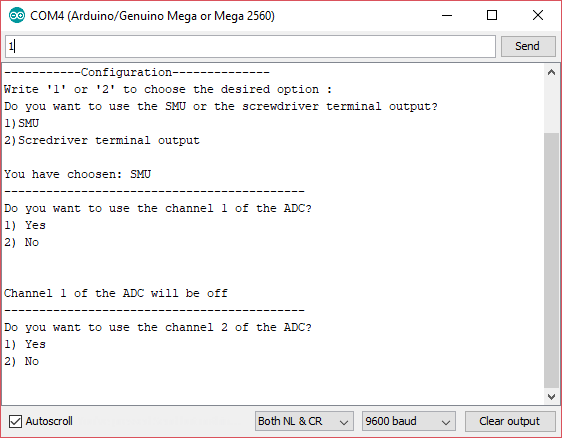 COM4 (Arduino/Genuino Mega or Mega 2560)
1
Send
-----------Configuration--------------
Write '1' or '2' to choose the desired option :
Do you want to use the SMU or the screwdriver terminal output?
1)SMU
2)Scredriver terminal output
You have choosen: SMU
-------------------------------------------
Do you want to use the channel 1 of the ADC?
1) Yes
2) No
Channel 1 of the ADC will be off
-------------------------------------------
Do you want to use the channel 2 of the ADC?
1) Yes
2) No
Autoscroll
Both NL & CR
9600 baud
Clear output